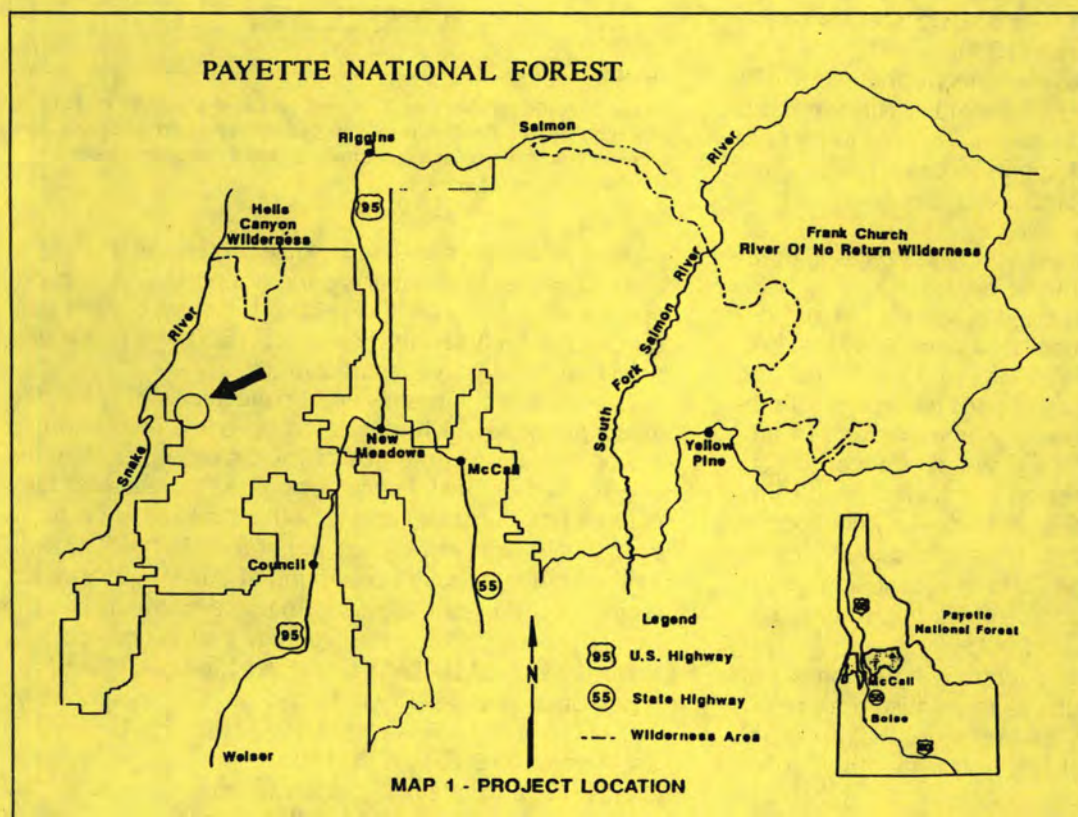 PAYETTE NATIONAL FOREST
Riggins
Salmon
River
95
Hells
Canyon
Wilderness
Frank Church
River Of No Return Wilderness
River
Snake
South Fork Salmon River
New
Meadows
McCall
Yellow
Pine
Council
55
95
Weiser
N
Legend
95 U.S. Highway
55 State Highway
Wilderness Area
Payette
National Forest
McCall
55
Boise
MAP 1 - PROJECT LOCATION